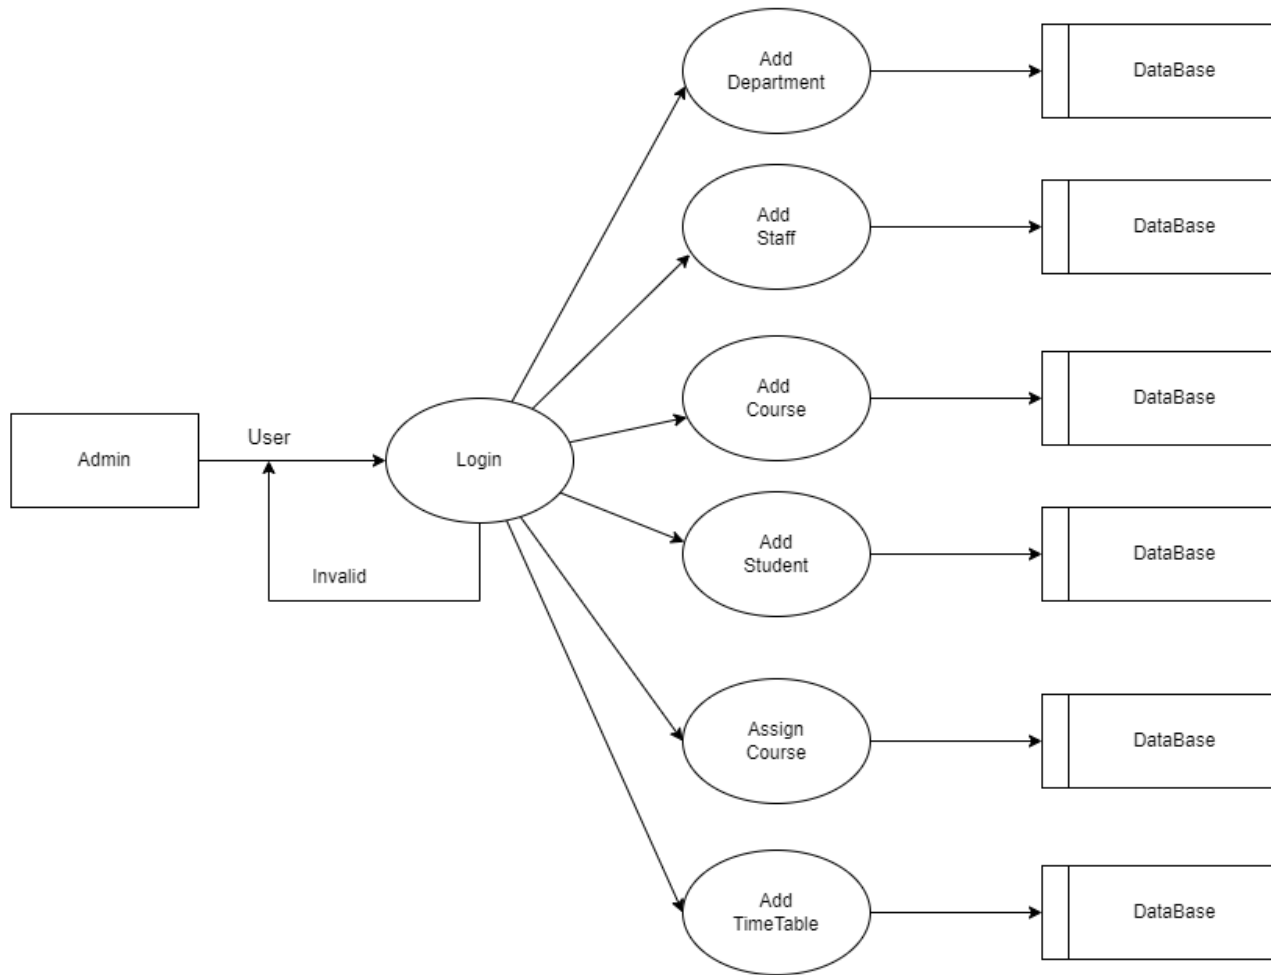 Add
Department
DataBase
Add
Staff
DataBase
Add
Course
DataBase
User
Admin
Login
Add
Student
DataBase
Invalid
Assign
Course
DataBase
Add
TimeTable
DataBase